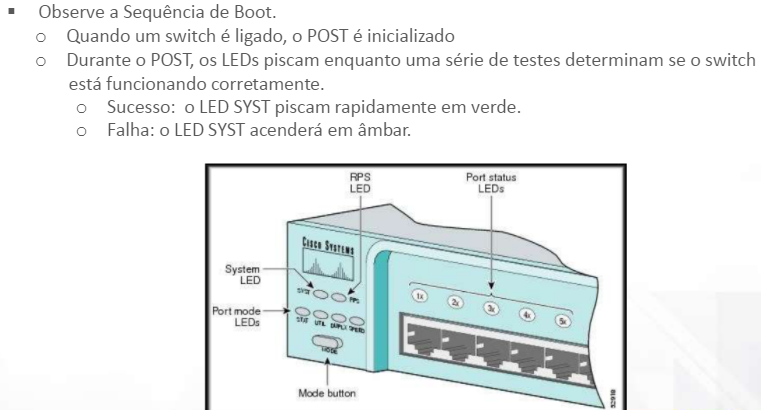 ▪ Observe a Sequência de Boot.
o Quando um switch é ligado, o POST é inicializado
o Durante o POST, os LEDs piscam enquanto uma série de testes determinam se o switch
está funcionando corretamente.
o Sucesso: o LED SYST piscam rapidamente em verde.
o Falha: o LED SYST acenderá em âmbar.
RPS
LED
Port status
LEDs
CISCO SYSTEMS
System
LED
SYST
RPS
1x
2x
3x
4x
5x
Port mode
LEDs
STAT UTIL DUPLX SPEED
MODE
Mode button